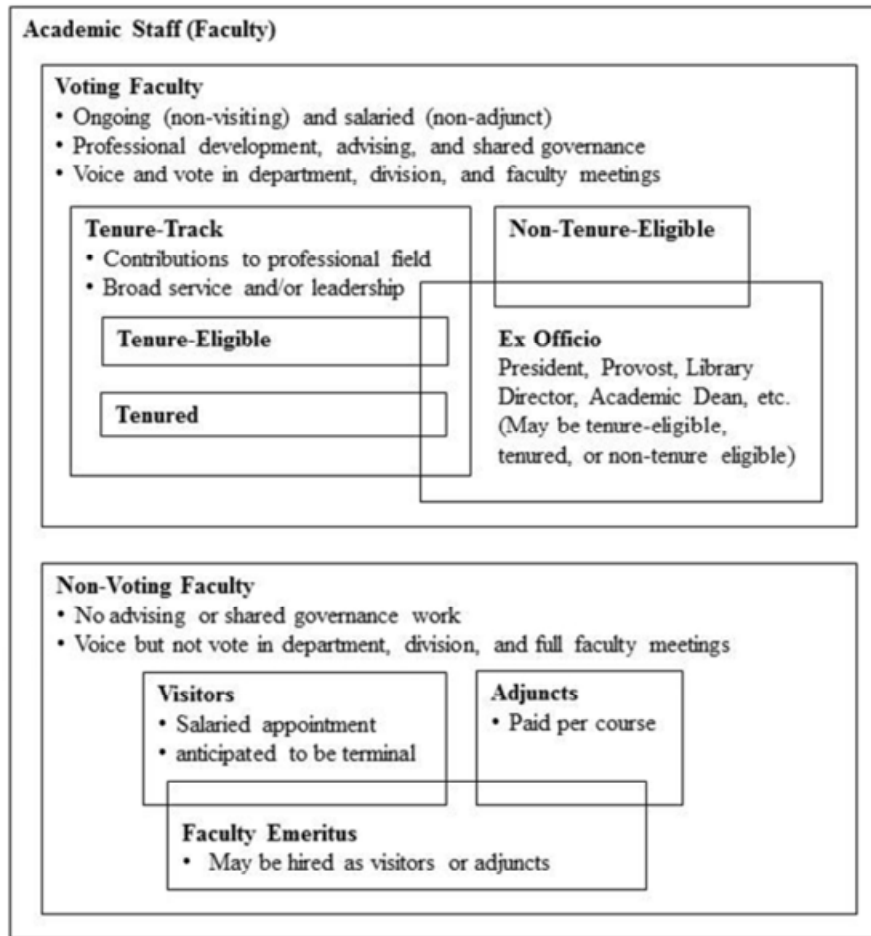 Academic Staff (Faculty)
Voting Faculty
• Ongoing (non-visiting) and salaried (non-adjunct)
• Professional development, advising, and shared governance
• Voice and vote in department, division, and faculty meetings
Tenure-Track
• Contributions to professional field
• Broad service and/or leadership
Tenure-Eligible
Tenured
Non-Tenure-Eligible
Ex Officio
President, Provost, Library
Director, Academic Dean, etc.
(May be tenure-eligible,
tenured, or non-tenure eligible)
Non-Voting Faculty
• No advising or shared governance work
• Voice but not vote in department, division, and full faculty meetings
Visitors
• Salaried appointment
• anticipated to be terminal
Adjuncts
• Paid per course
Faculty Emeritus
• May be hired as visitors or adjuncts